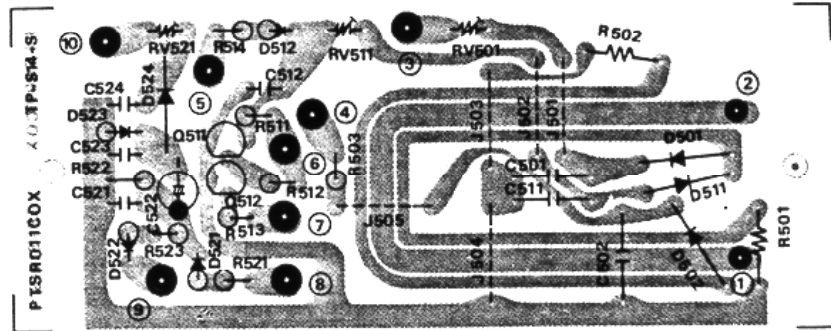 10
RV521
R514
D512
RV511
3
RV501
R502
C524
D524
5
C512
4
2
D523
Q511
R511
R503
J503
J502
J501
D501
C523
6
C501
R522
R512
C511
D511
C521
Q512
7
J505
C522
R513
R501
D522
R523
D521
R521
8
J504
C502
D502
1
9
PT-SR011COX